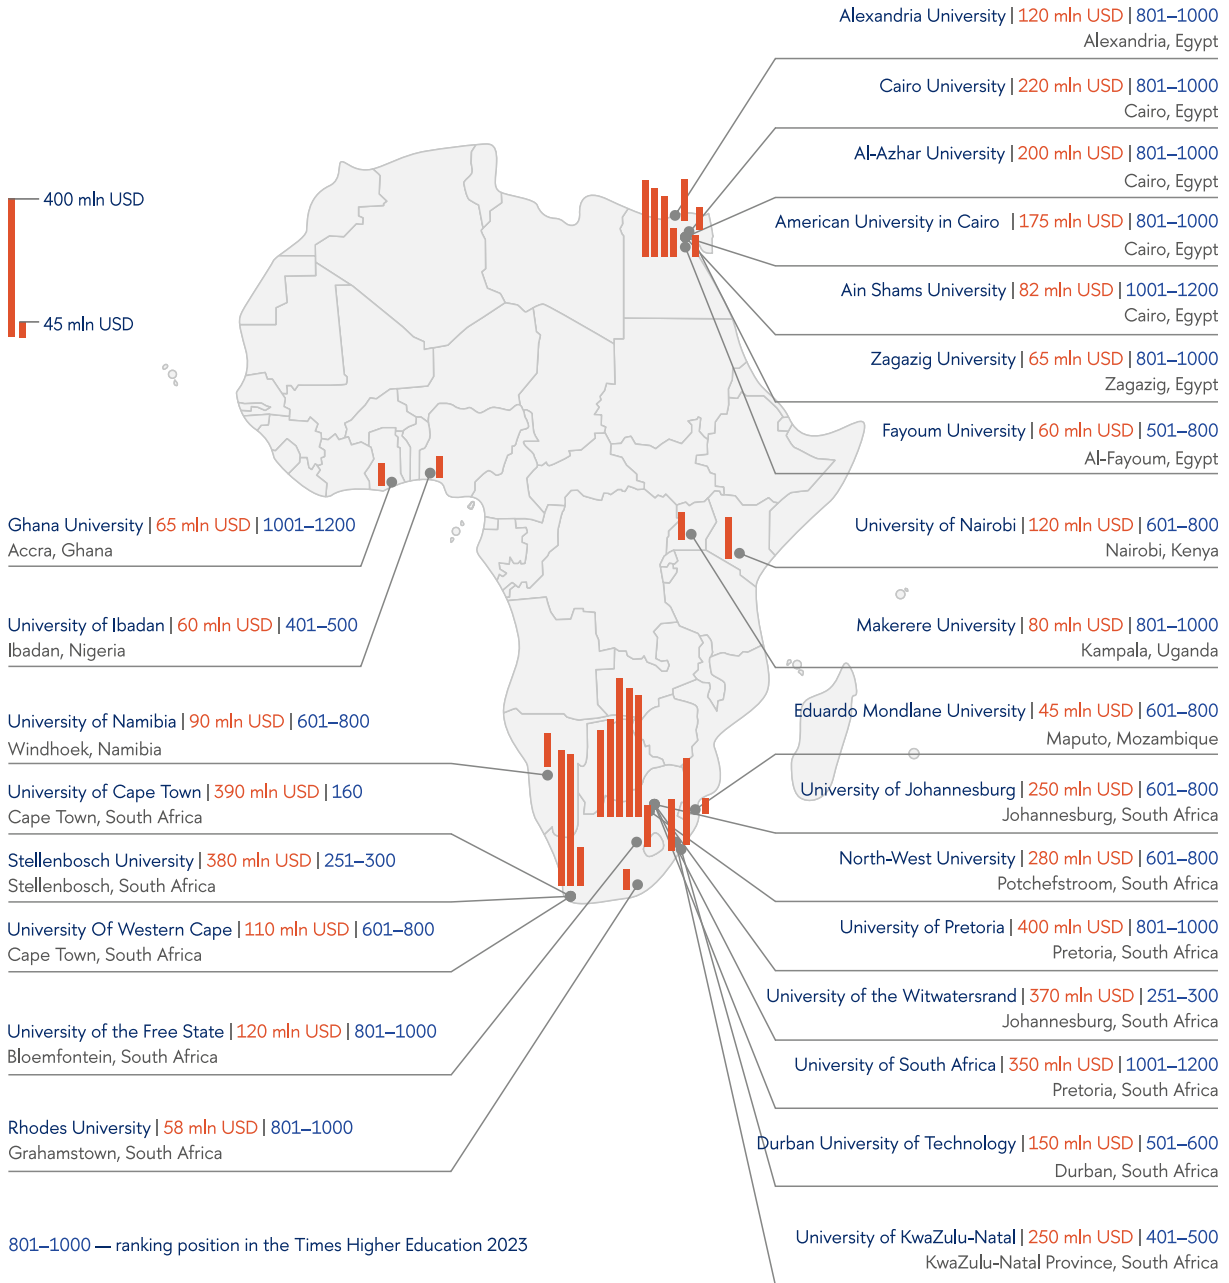 400 mln USD
45 mln USD
Alexandria University | 120 mln USD | 801–1000
Alexandria, Egypt
Cairo University | 220 mln USD | 801–1000
Cairo, Egypt
Al-Azhar University | 200 mln USD | 801–1000
Cairo, Egypt
American University in Cairo | 175 mln USD | 801–1000
Cairo, Egypt
Ain Shams University | 82 mln USD | 1001–1200
Cairo, Egypt
Zagazig University | 65 mln USD | 801–1000
Zagazig, Egypt
Fayoum University | 60 mln USD | 501–800
Al-Fayoum, Egypt
University of Nairobi | 120 mln USD | 601–800
Nairobi, Kenya
Makerere University | 80 mln USD | 801–1000
Kampala, Uganda
Eduardo Mondlane University | 45 mln USD | 601–800
Maputo, Mozambique
University of Johannesburg | 250 mln USD | 601–800
Johannesburg, South Africa
North-West University | 280 mln USD | 601–800
Potchefstroom, South Africa
University of Pretoria | 400 mln USD | 801–1000
Pretoria, South Africa
University of the Witwatersrand | 370 mln USD | 251–300
Johannesburg, South Africa
University of South Africa | 350 mln USD | 1001–1200
Pretoria, South Africa
Durban University of Technology | 150 mln USD | 501–600
Durban, South Africa
University of KwaZulu-Natal | 250 mln USD | 401–500
KwaZulu-Natal Province, South Africa
Ghana University | 65 mln USD | 1001–1200
Accra, Ghana
University of Ibadan | 60 mln USD | 401–500
Ibadan, Nigeria
University of Namibia | 90 mln USD | 601–800
Windhoek, Namibia
University of Cape Town | 390 mln USD | 160
Cape Town, South Africa
Stellenbosch University | 380 mln USD | 251–300
Stellenbosch, South Africa
University Of Western Cape | 110 mln USD | 601–800
Cape Town, South Africa
University of the Free State | 120 mln USD | 801–1000
Bloemfontein, South Africa
Rhodes University | 58 mln USD | 801–1000
Grahamstown, South Africa
801–1000 — ranking position in the Times Higher Education 2023